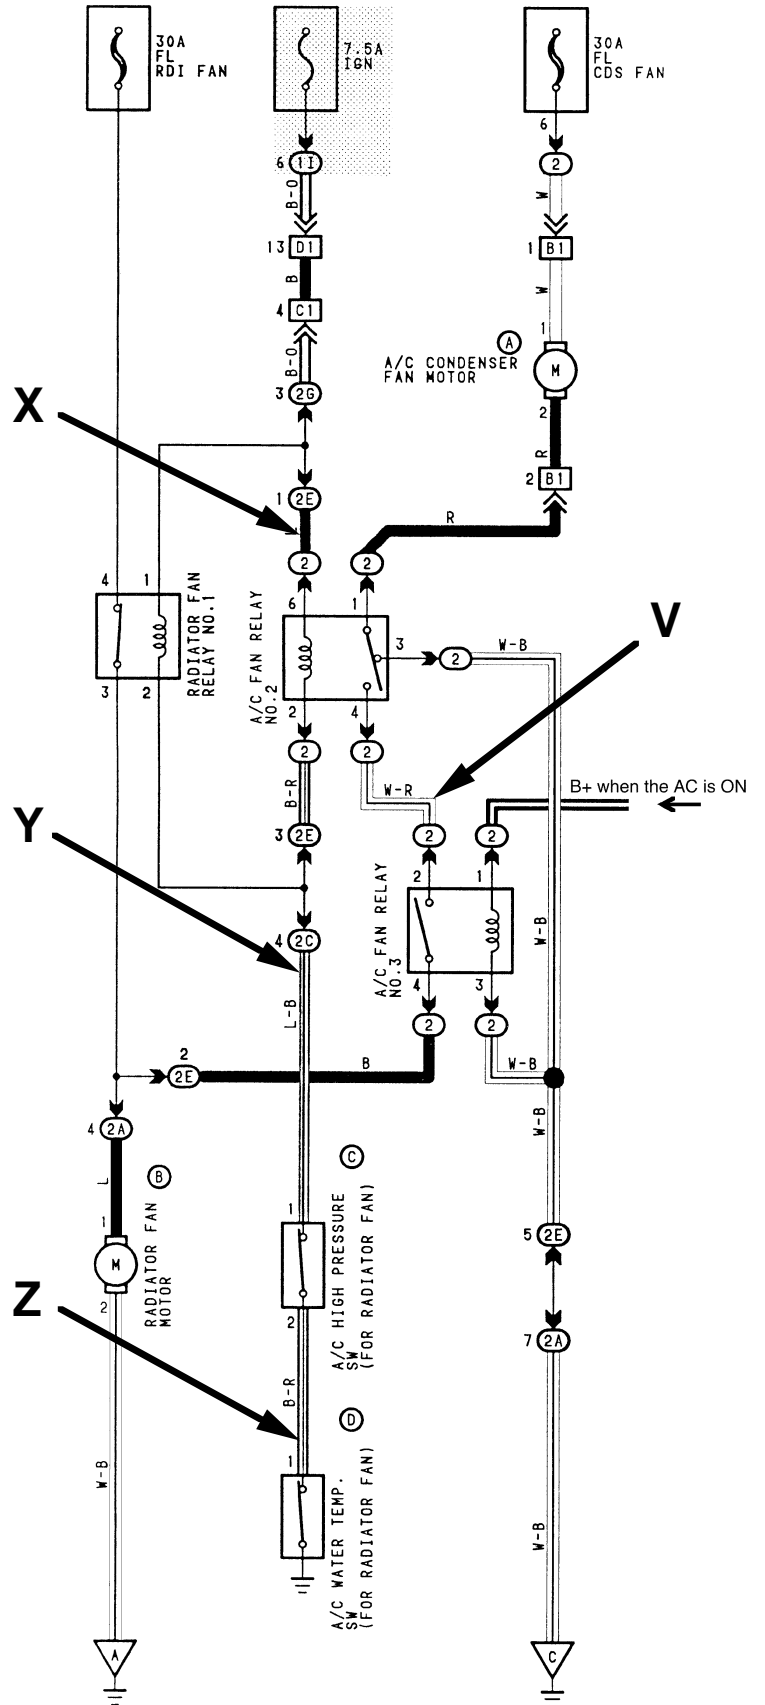 30A
FL
RDI FAN
7.5A
IGN
30A
FL
CDS FAN
6
6 1I
2
B-O
W
13 D1
1 B1
B
W
4 C1
1
A
B-O
A/C CONDENSER
FAN MOTOR
M
3 2G
2
X
R
1 2E
2 B1
L
R
2
2
4
1
6
1
V
RADIATOR FAN
RELAY NO.1
A/C FAN RELAY
NO.2
3
2
W-B
3
2
2
4
2
2
B-R
W-R
B+ when the AC is ON
Y
3 2E
2
2
2
1
A/C FAN RELAY
NO.3
4 2C
W-B
4
3
L-B
2
2
2
2E
B
W-B
4 2A
W-B
L
B
C
1
1
RADIATOR FAN
MOTOR
M
A/C HIGH PRESSURE
SW
(FOR RADIATOR FAN)
5 2E
Z
2
2
7 2A
B-R
D
W-B
1
A/C WATER TEMP.
SW
(FOR RADIATOR FAN)
W-B
A
C